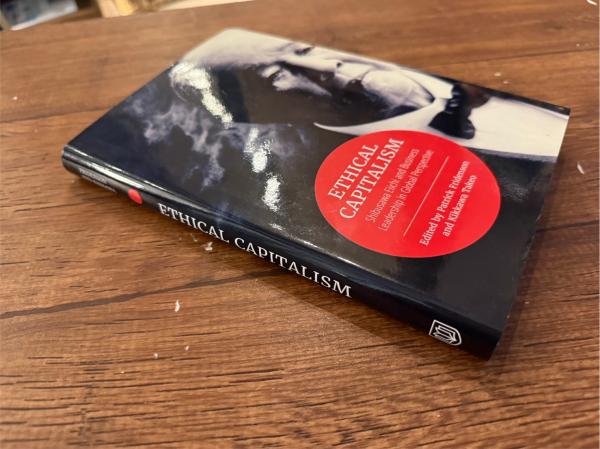 ETHICAL
CAPITALISM
Shibusawa Eiichi and Business
Leadership in Global Perspective
Edited by Patrick Fridenson
and Kikkawa Takeo
ETHICAL CAPITALISM